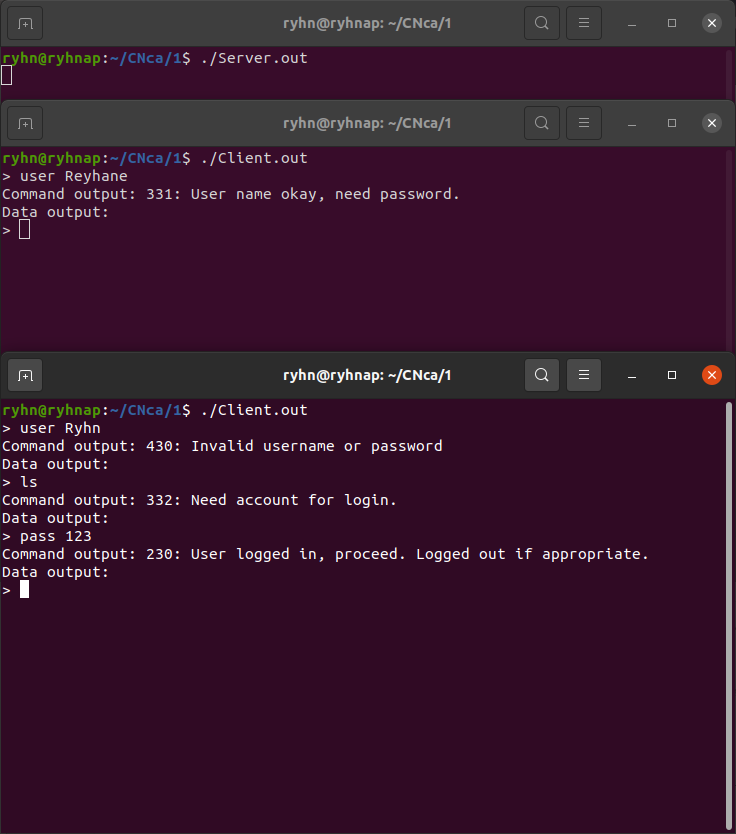 ryhn@ryhnap: ~/CNca/1
ryhn@ryhnap:~/CNca/1$ ./Server.out
ryhn@ryhnap: ~/CNca/1
ryhn@ryhnap:~/CNca/1$ ./Client.out
> user Reyhane
Command output: 331: User name okay, need password.
Data output:
>
ryhn@ryhnap: ~/CNca/1
ryhn@ryhnap:~/CNca/1$ ./Client.out
> user Ryhn
Command output: 430: Invalid username or password
Data output:
> ls
Command output: 332: Need account for login.
Data output:
> pass 123
Command output: 230: User logged in, proceed. Logged out if appropriate.
Data output:
>